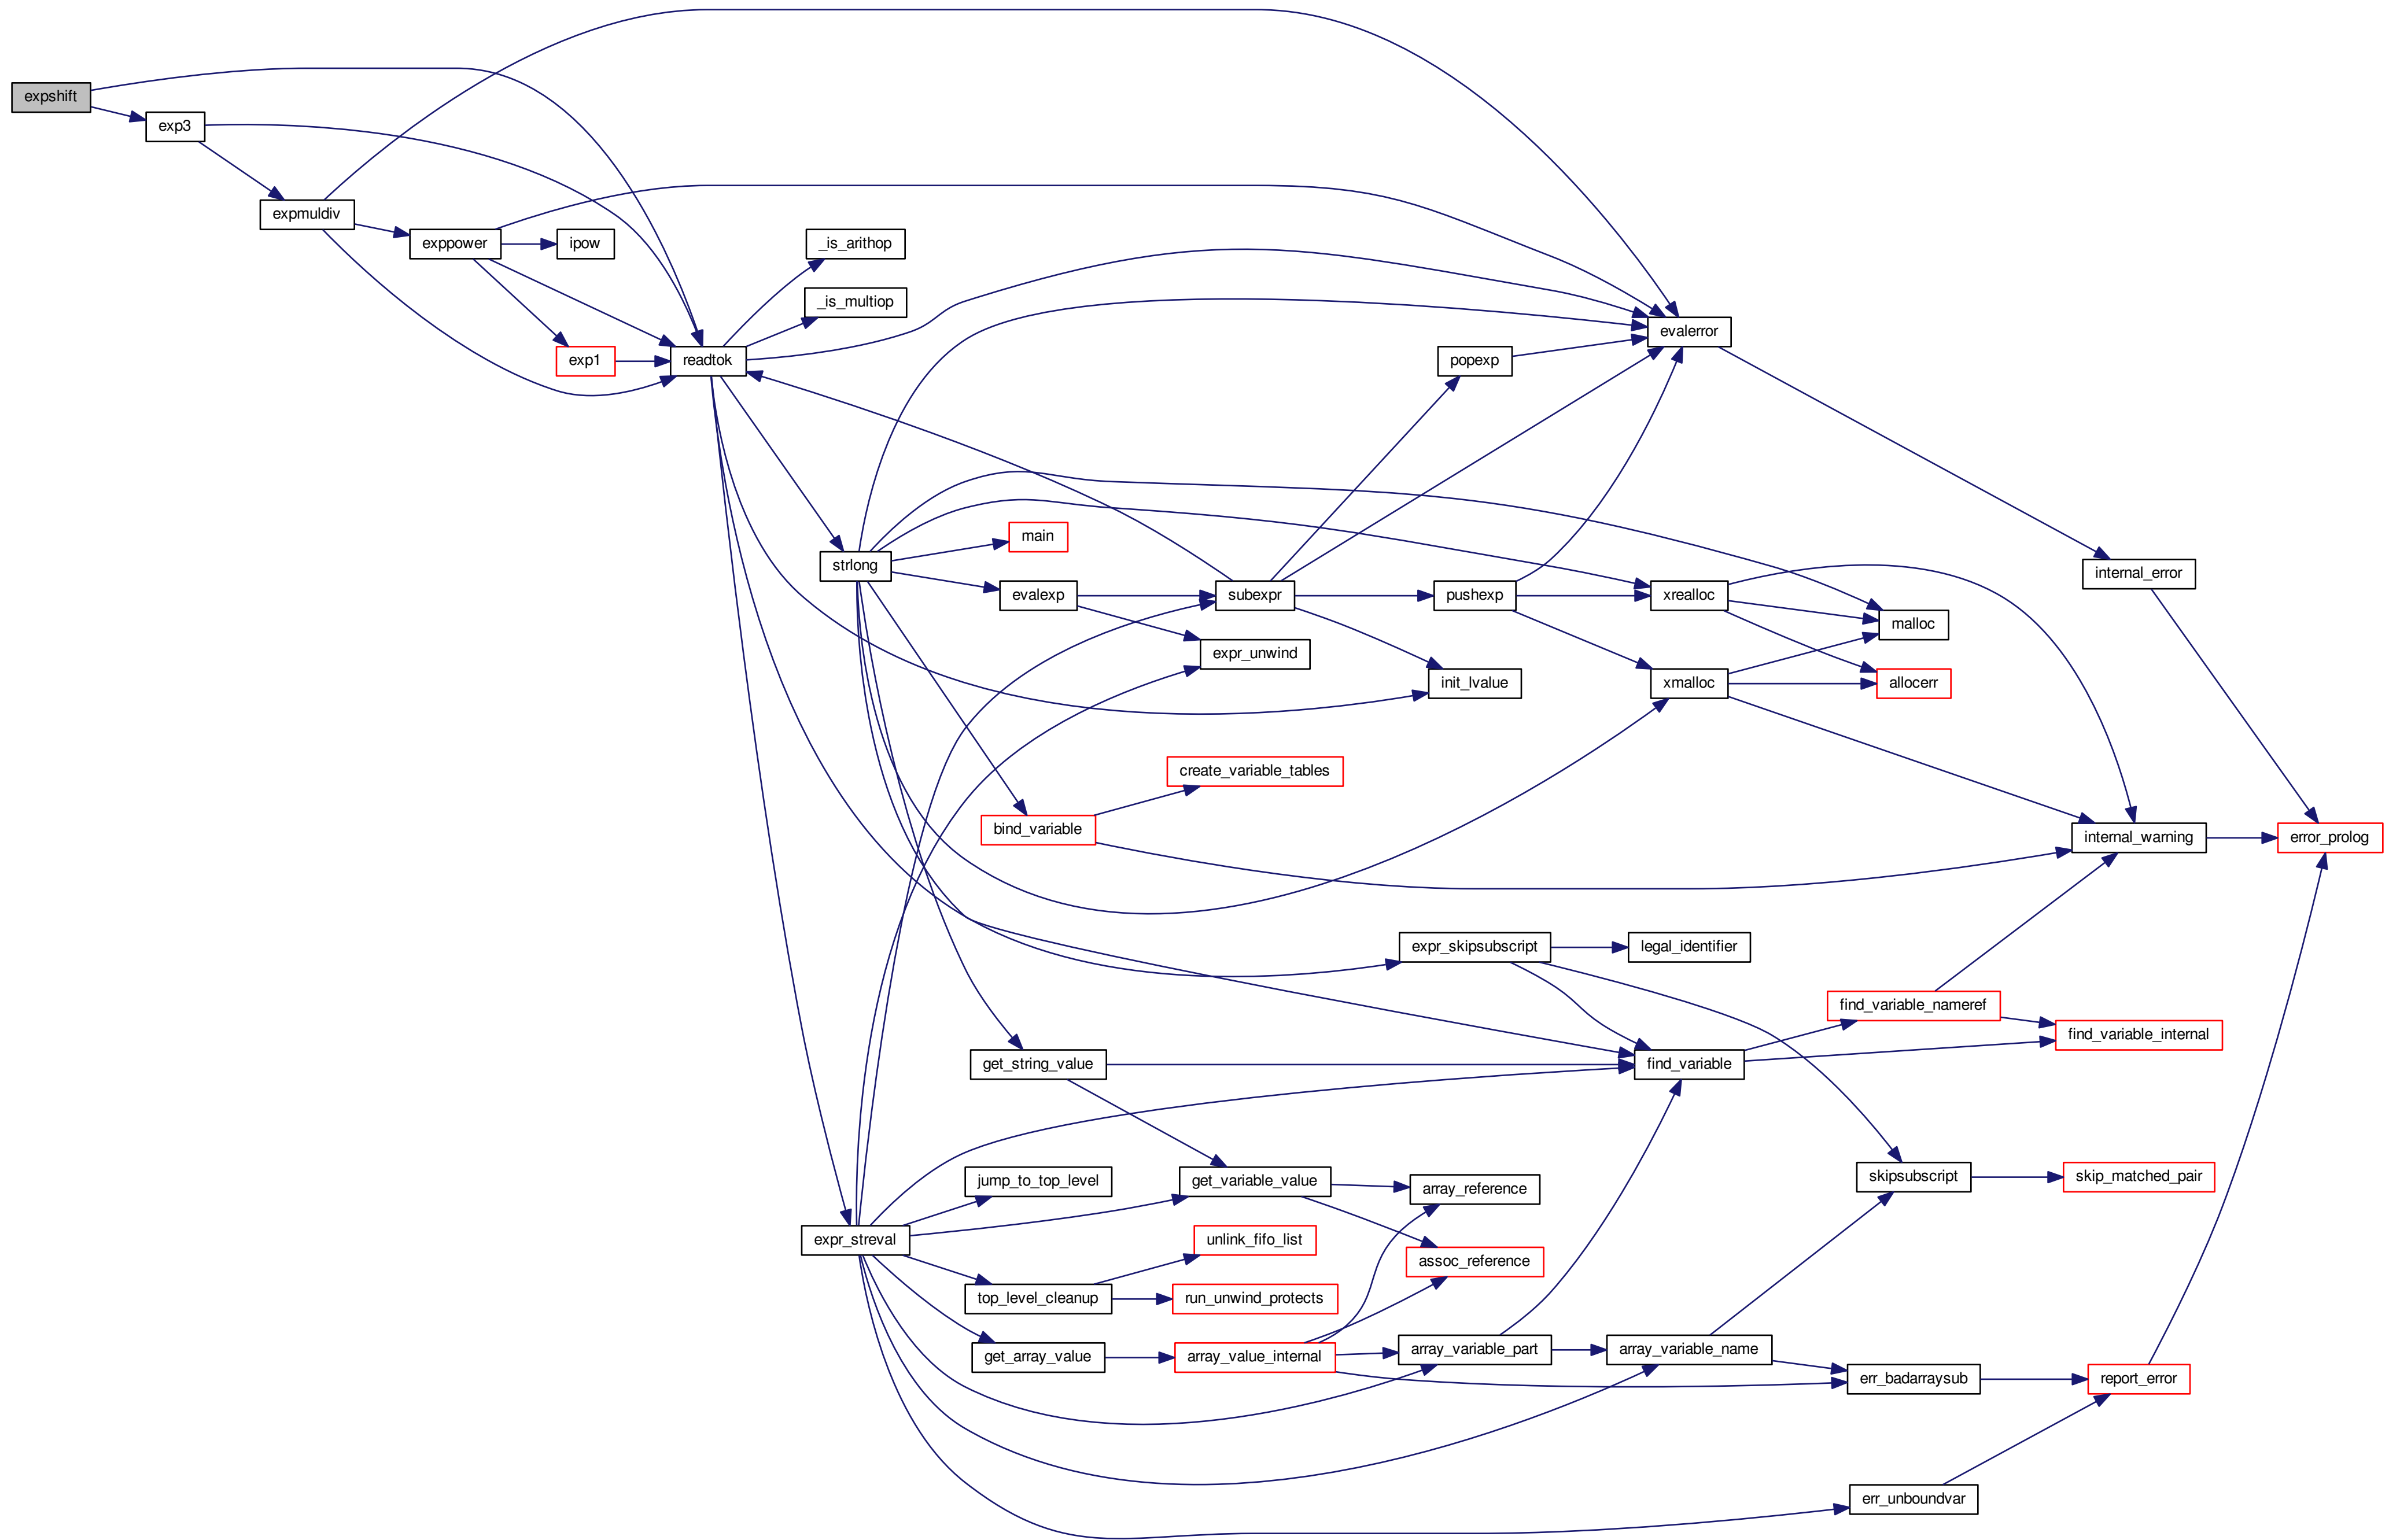 expshift
exp3
expmuldiv
exppower
ipow
_is_arithop
_is_multiop
evalerror
exp1
readtok
popexp
main
strlong
evalexp
subexpr
pushexp
xrealloc
internal_error
malloc
expr_unwind
init_lvalue
xmalloc
allocerr
create_variable_tables
bind_variable
internal_warning
error_prolog
expr_skipsubscript
legal_identifier
find_variable_nameref
find_variable_internal
get_string_value
find_variable
jump_to_top_level
get_variable_value
array_reference
skipsubscript
skip_matched_pair
expr_streval
unlink_fifo_list
assoc_reference
top_level_cleanup
run_unwind_protects
get_array_value
array_value_internal
array_variable_part
array_variable_name
err_badarraysub
report_error
err_unboundvar